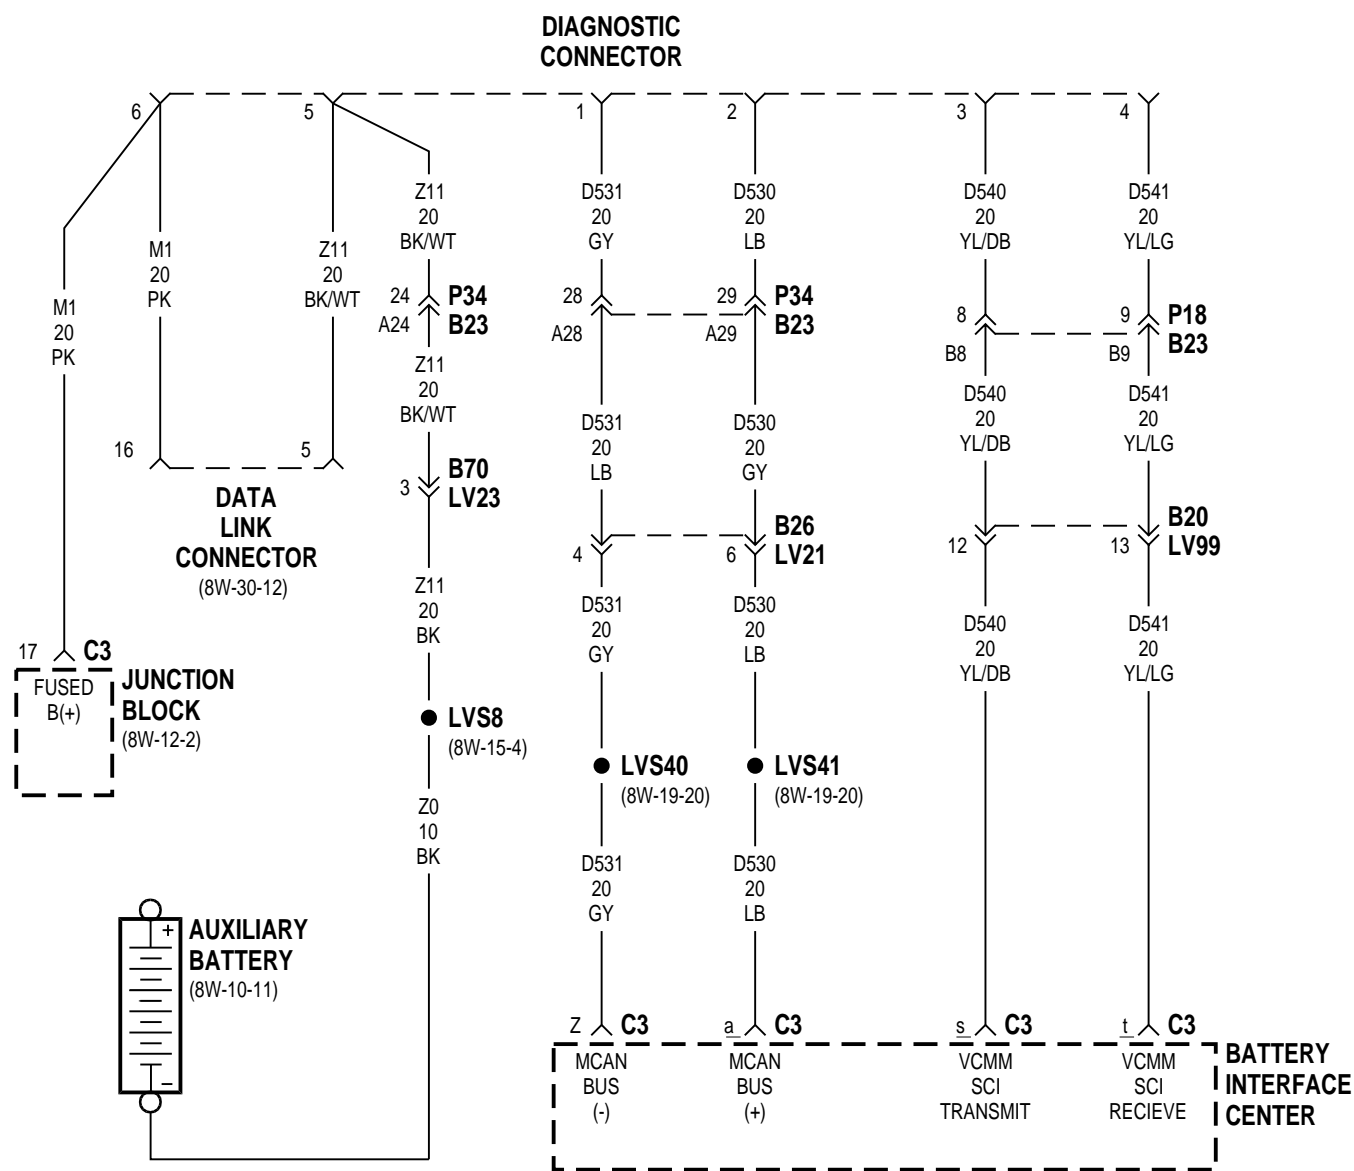 DIAGNOSTIC
CONNECTOR
6
5
1
2
3
4
Z11
20
BK/WT
D531
20
GY
D530
20
LB
D540
20
YL/DB
D541
20
YL/LG
M1
20
PK
Z11
20
BK/WT
M1
20
PK
24
P34
A24
B23
28
29
P34
A28
A29
B23
8
9
P18
B8
B9
B23
Z11
20
BK/WT
D531
20
LB
D530
20
GY
D540
20
YL/DB
D541
20
YL/LG
16
5
DATA
LINK
CONNECTOR
(8W-30-12)
3
B70
LV23
4
6
B26
LV21
12
13
B20
LV99
Z11
20
BK
D531
20
GY
D530
20
LB
D540
20
YL/DB
D541
20
YL/LG
17
C3
FUSED
B(+)
JUNCTION
BLOCK
(8W-12-2)
LVS8
(8W-15-4)
LVS40
(8W-19-20)
LVS41
(8W-19-20)
Z0
10
BK
D531
20
GY
D530
20
LB
+
–
AUXILIARY
BATTERY
(8W-10-11)
Z
C3
a
C3
s
C3
t
C3
MCAN
BUS
(-)
MCAN
BUS
(+)
VCMM
SCI
TRANSMIT
VCMM
SCI
RECIEVE
BATTERY
INTERFACE
CENTER